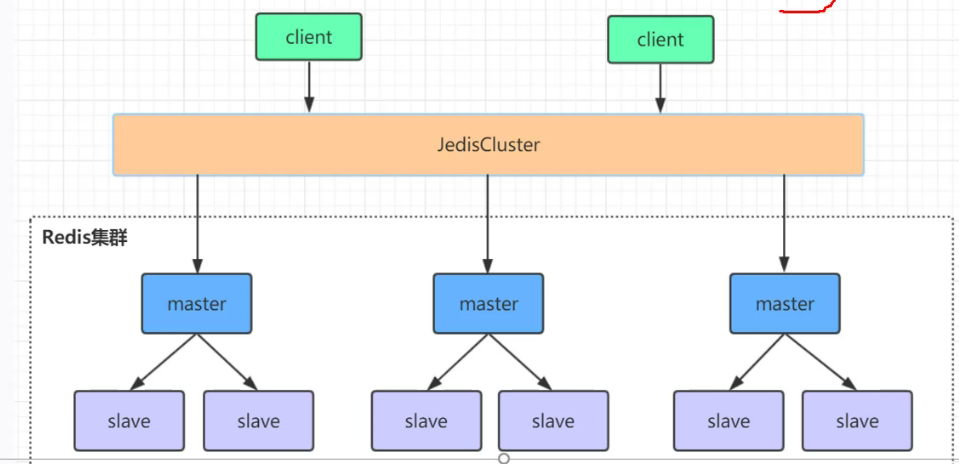 client
client
JedisCluster
Redis集群
master
master
master
slave
slave
slave
slave
slave
slave